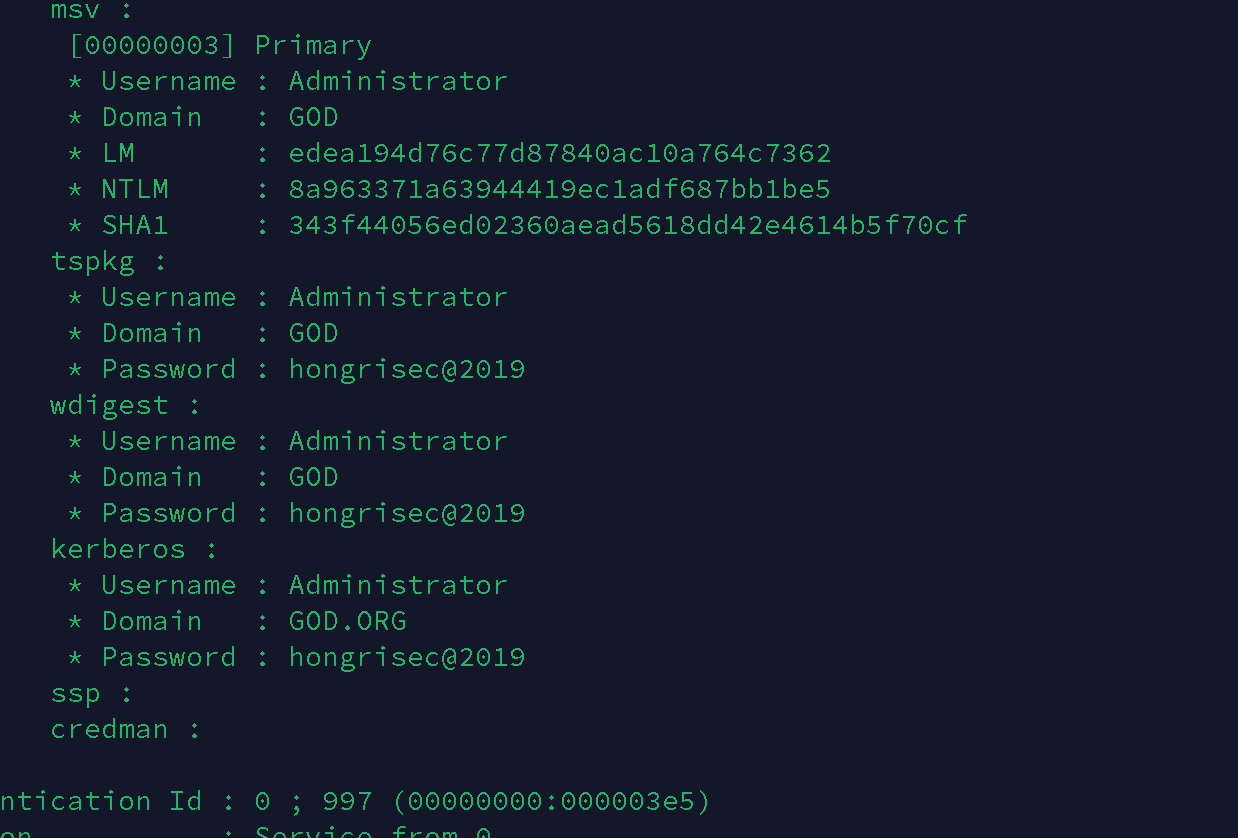 msv :
[00000003] Primary
* Username : Administrator
* Domain : GOD
* LM : edea194d76c77d87840ac10a764c7362
* NTLM : 8a963371a63944419ec1adf687bb1be5
* SHA1 : 343f44056ed02360aead5618dd42e4614b5f70cf
tspkg :
* Username : Administrator
* Domain : GOD
* Password : hongrisec@2019
wdigest :
* Username : Administrator
* Domain : GOD
* Password : hongrisec@2019
kerberos :
* Username : Administrator
* Domain : GOD.ORG
* Password : hongrisec@2019
ssp :
credman :
ntication Id : 0 ; 997 (00000000:000003e5)
on : Service from 0